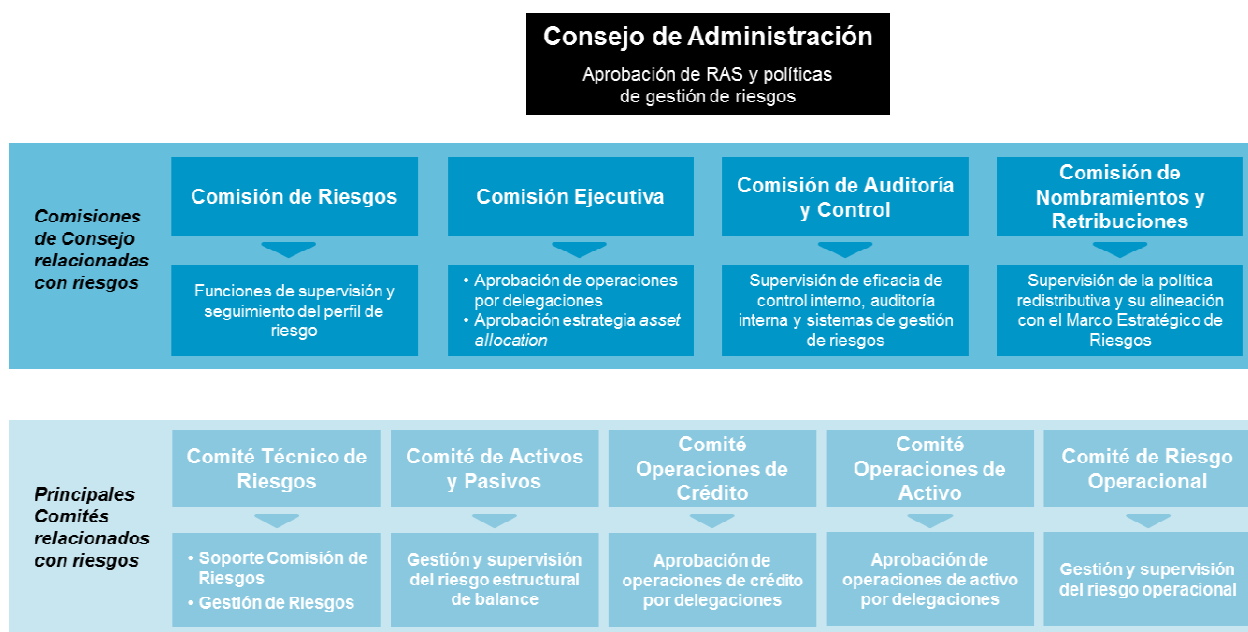 Consejo de Administración
Aprobación de RAS y políticas
de gestión de riesgos
Comisiones
de Consejo
relacionadas
con riesgos
Comisión de Riesgos
Funciones de supervisión y
seguimiento del perfil de
riesgo
Comisión Ejecutiva
• Aprobación de operaciones
por delegaciones
• Aprobación estrategia asset
allocation
Comisión de Auditoría
y Control
Supervisión de eficacia de
control interno, auditoría
interna y sistemas de gestión
de riesgos
Comisión de
Nombramientos y
Retribuciones
Supervisión de la política
redistributiva y su alineación
con el Marco Estratégico de
Riesgos
Principales
Comités
relacionados
con riesgos
Comité Técnico de
Riesgos
• Soporte Comisión de
Riesgos
• Gestión de Riesgos
Comité de Activos
y Pasivos
Gestión y supervisión
del riesgo estructural
de balance
Comité
Operaciones de
Crédito
Aprobación de
operaciones de crédito
por delegaciones
Comité
Operaciones de
Activo
Aprobación de
operaciones de activo
por delegaciones
Comité de Riesgo
Operacional
Gestión y supervisión
del riesgo operacional